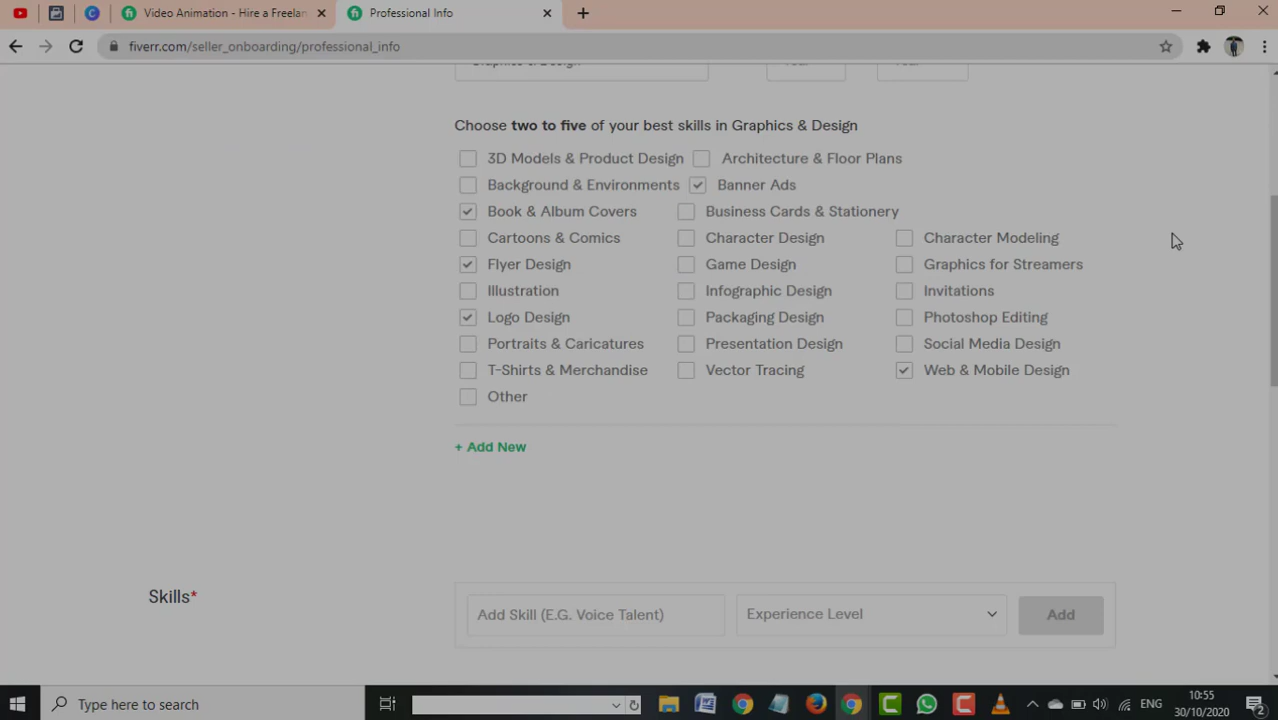 Video Animation - Hire a Freelan
Professional Info
fiverr.com/seller_onboarding/professional_info
Graphics & Design Year Year
Choose two to five of your best skills in Graphics & Design
3D Models & Product Design Architecture & Floor Plans
Background & Environments Banner Ads
Book & Album Covers Business Cards & Stationery
Cartoons & Comics Character Design Character Modeling
Flyer Design Game Design Graphics for Streamers
Illustration Infographic Design Invitations
Logo Design Packaging Design Photoshop Editing
Portraits & Caricatures Presentation Design Social Media Design
T-Shirts & Merchandise Vector Tracing Web & Mobile Design
Other
+ Add New
Skills*
Add Skill (E.G. Voice Talent) Experience Level Add
Type here to search
ENG
10:55
30/10/2020
2